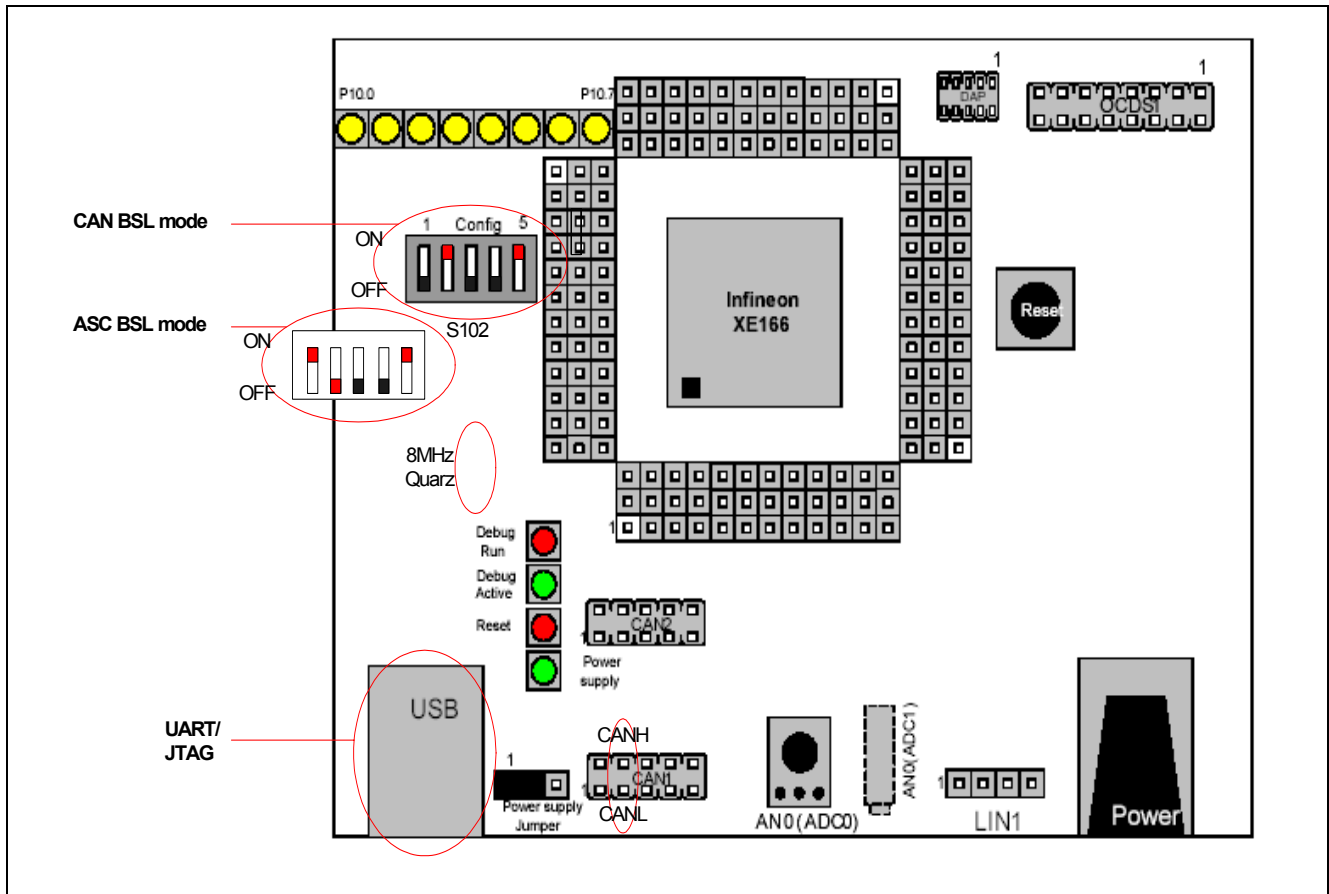 1
1
P10.0
P10.7
DAP
OCDS1
CAN BSL mode
1 Config 5
ON
OFF
S102
ASC BSL mode
ON
OFF
Infineon
XE166
Reset
8MHz
Quarz
1
Debug
Run
Debug
Active
Reset
CAN2
1
Power
supply
USB
UART/
JTAG
1
Power supply
Jumper
CANH
CAN1
1
CANL
AN0(ADC0)
AN0(ADC1)
1
LIN1
Power